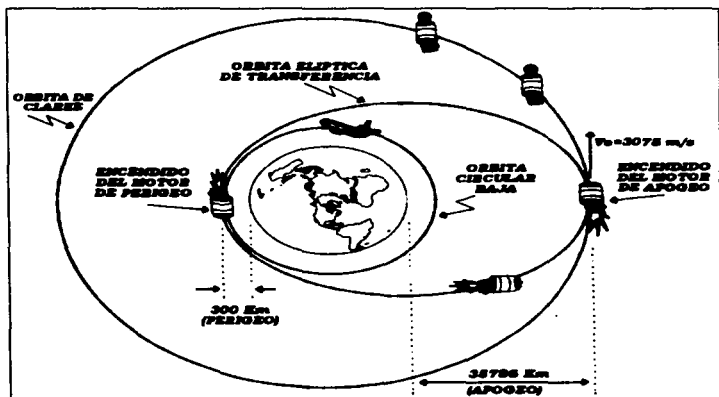 ORBITA ELIPTICA
DE TRANSFERENCIA
ORBITA DE
CLARKE
Vs=3075 m/s
ENCENDIDO
DEL MOTOR
DE PERIGEO
ORBITA
CIRCULAR
BAJA
ENCENDIDO
DEL MOTOR
DE APOGEO
300 Km
(PERIGEO)
35786 Km
(APOGEO)